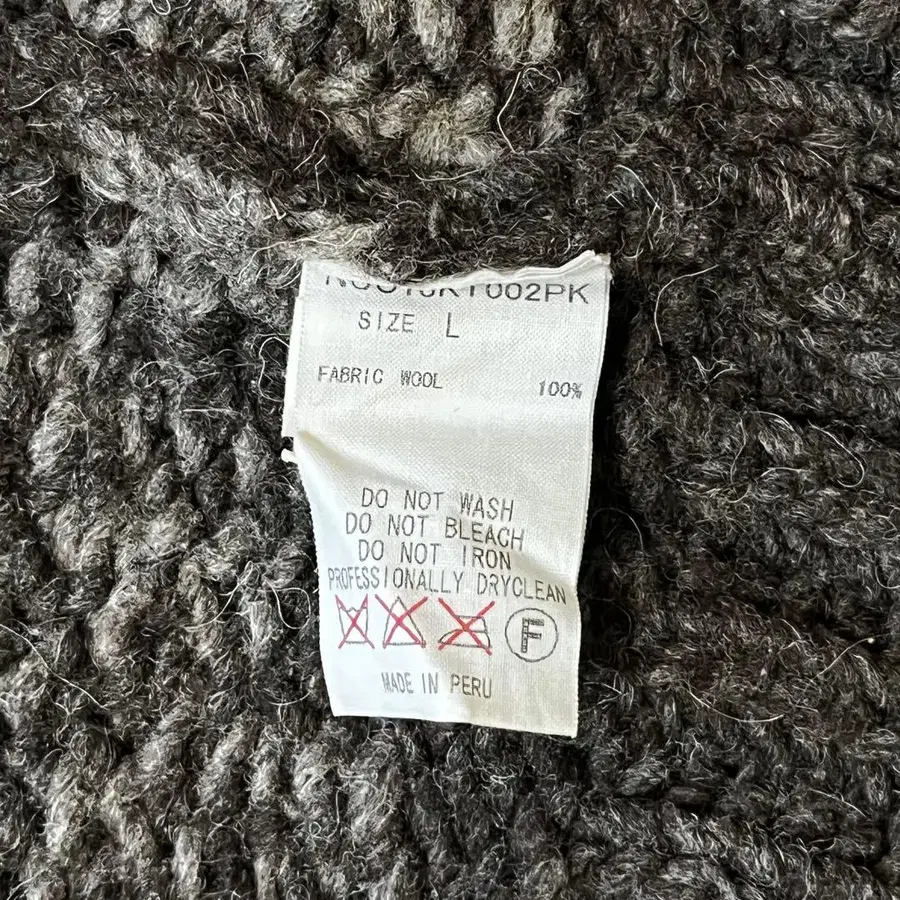 SIZE L
FABRIC WOOL 100%
DO NOT WASH
DO NOT BLEACH
DO NOT IRON
PROFESSIONALLY DRYCLEAN
F
MADE IN PERU